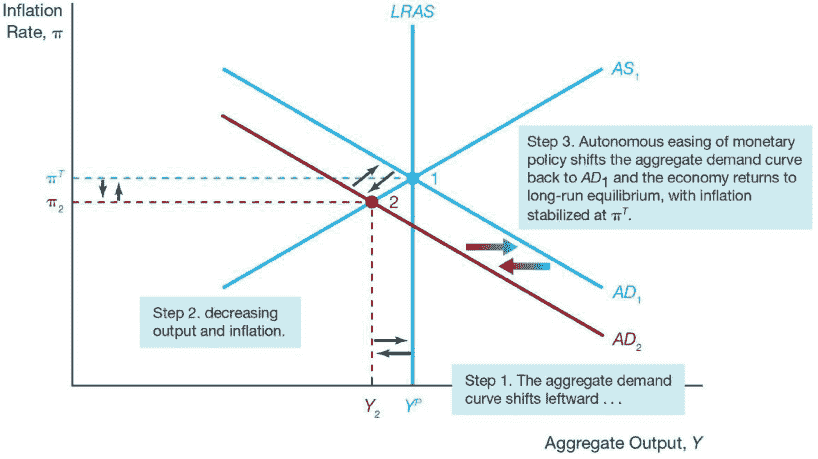 Inflation
Rate, π
LRAS
AS₁
Step 3. Autonomous easing of monetary
policy shifts the aggregate demand curve
back to AD₁ and the economy returns to
long-run equilibrium, with inflation
stabilized at πᵀ.
πᵀ
1
π₂
2
AD₁
Step 2. decreasing
output and inflation.
AD₂
Step 1. The aggregate demand
curve shifts leftward . . .
Y₂
Yᴾ
Aggregate Output, Y